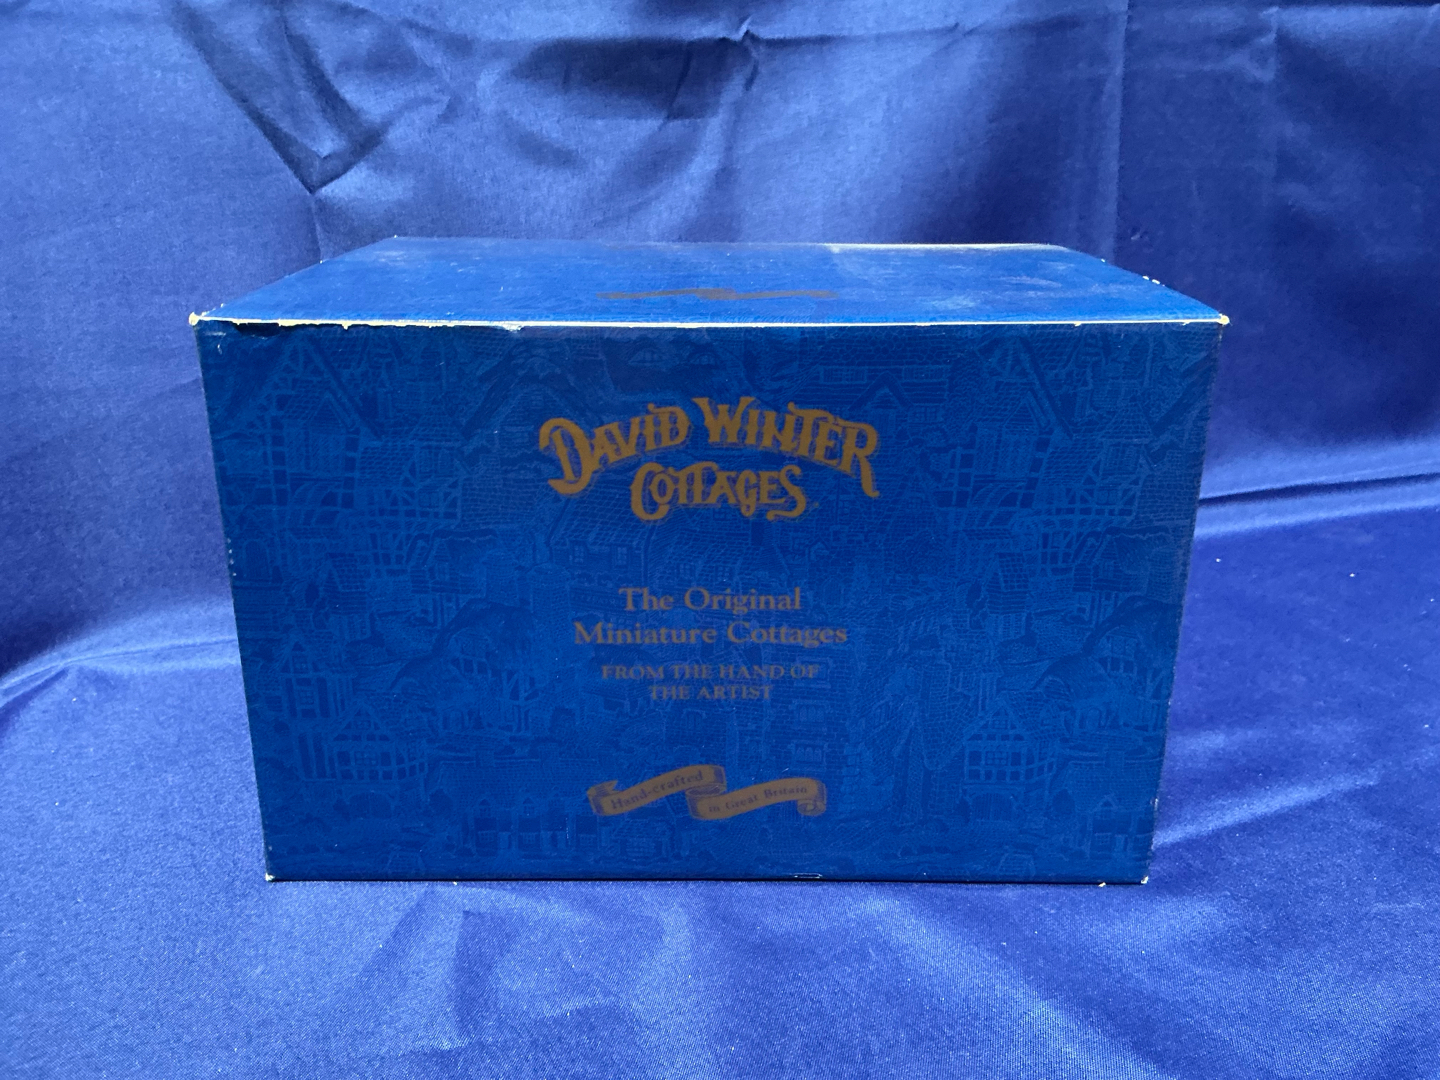 DAVID WINTER
COTTAGES
The Original
Miniature Cottages
FROM THE HAND OF
THE ARTIST
Hand-crafted
in Great Britain